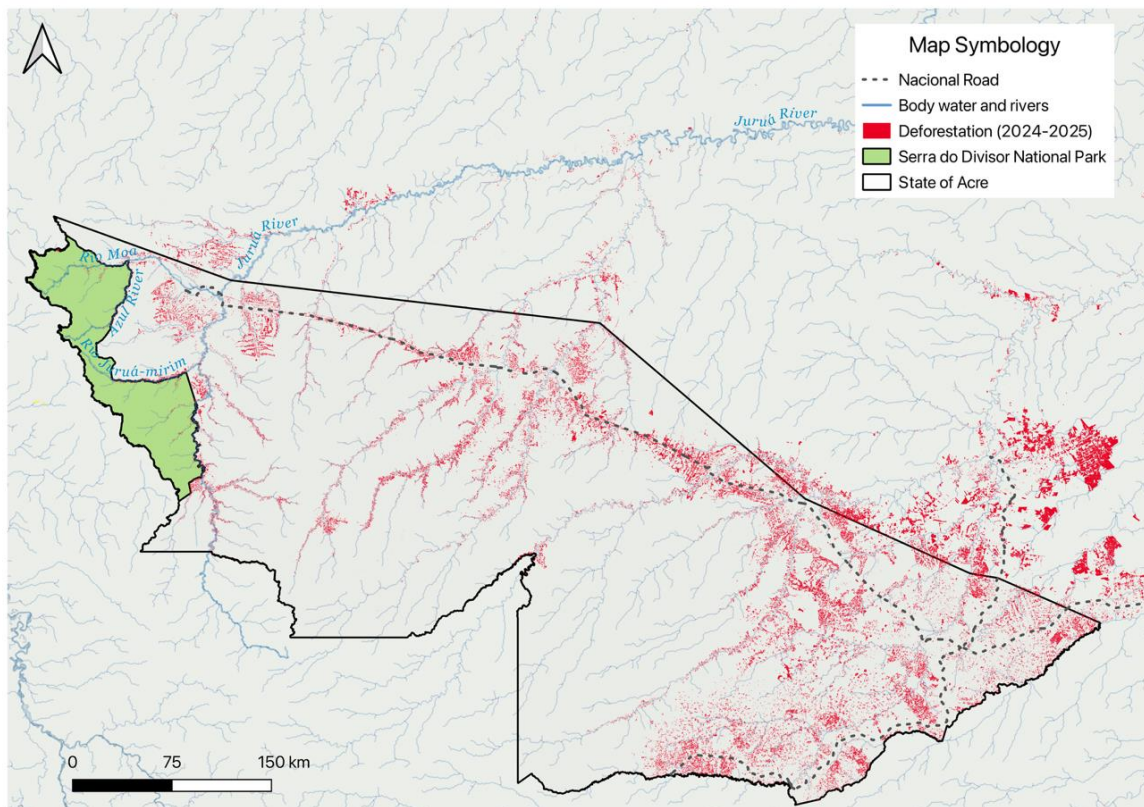 Map Symbology
Nacional Road
Body water and rivers
Deforestation (2024-2025)
Serra do Divisor National Park
State of Acre
Juruá River
Juruá River
Rio Moa
Azul River
Rio Juruá-mirim
0 75 150 km